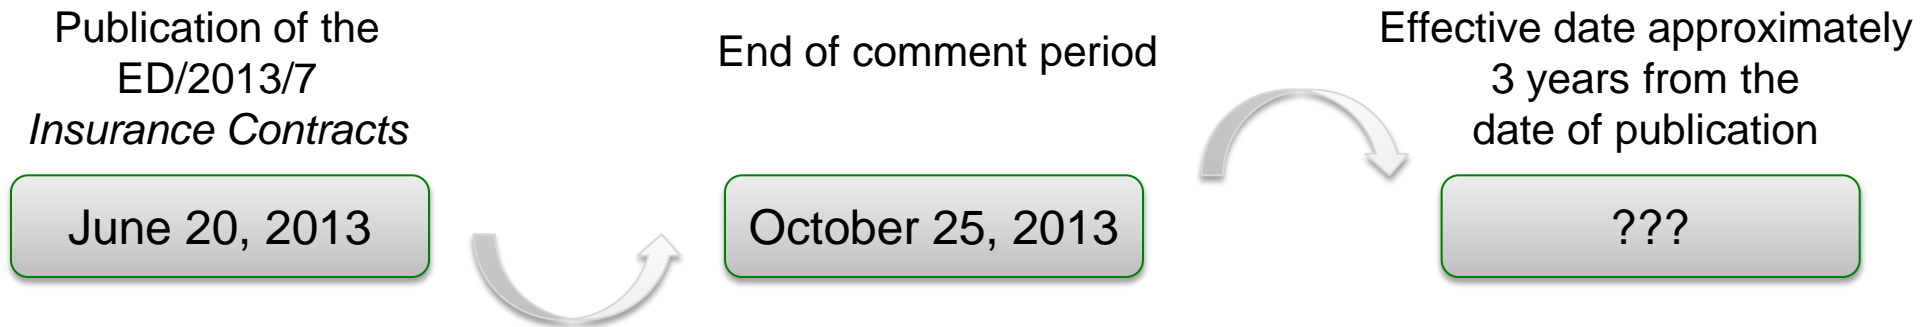 Publication of the
ED/2013/7
Insurance Contracts
June 20, 2013
End of comment period
October 25, 2013
Effective date approximately
3 years from the
date of publication
???